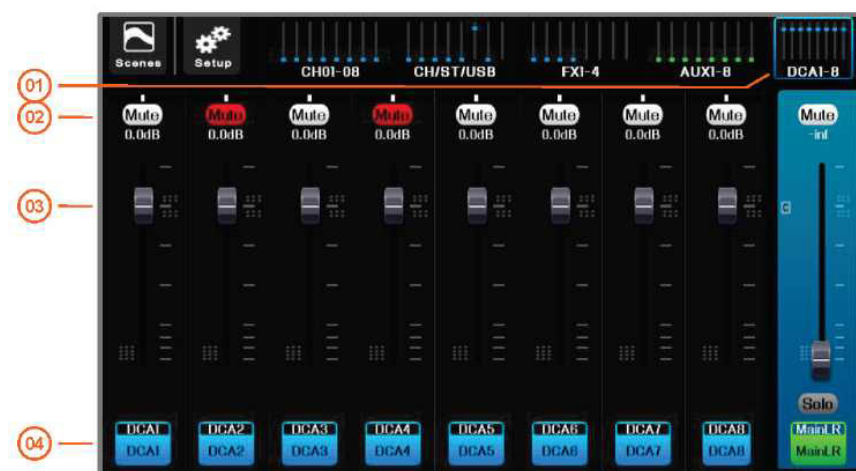 Scenes
Setup
CH01-08
CH/ST/USB
FX1-4
AUX1-8
DCA1-8
01
02
Mute Mute Mute Mute Mute Mute Mute Mute Mute
0.0dB 0.0dB 0.0dB 0.0dB 0.0dB 0.0dB 0.0dB 0.0dB -inf
03
C
Solo
04
DCA1 DCA2 DCA3 DCA4 DCA5 DCA6 DCA7 DCA8 MainLR
DCA1 DCA2 DCA3 DCA4 DCA5 DCA6 DCA7 DCA8 MainLR